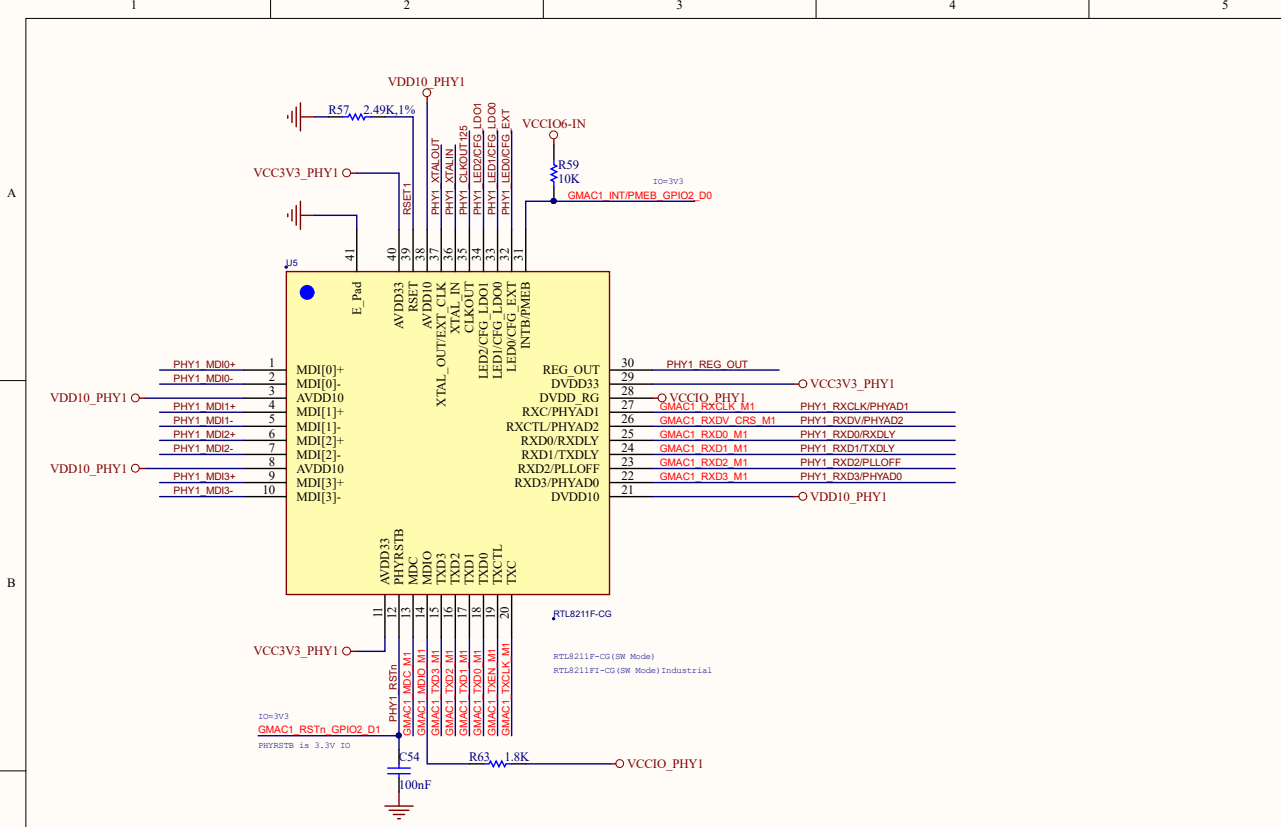 1 2 3 4 5
A
B
VDD10_PHY1
R57 2.49K,1%
VCCIO6-IN
R59
10K
IO=3V3
GMAC1_INT/PMEB_GPIO2_D0
VCC3V3_PHY1
RSET1
PHY1_XTALOUT
PHY1_XTALIN
PHY1_CLKOUT125
PHY1_LED2/CFG_LDO1
PHY1_LED1/CFG_LDO0
PHY1_LED0/CFG_EXT
41
40
39
38
37
36
35
34
33
32
31
U5
E_Pad
AVDD33
RSET
AVDD10
XTAL_OUT/EXT_CLK
XTAL_IN
CLKOUT
LED2/CFG_LDO1
LED1/CFG_LDO0
LED0/CFG_EXT
INTB/PMEB
PHY1_MDI0+ 1 MDI[0]+
PHY1_MDI0- 2 MDI[0]-
VDD10_PHY1 3 AVDD10
PHY1_MDI1+ 4 MDI[1]+
PHY1_MDI1- 5 MDI[1]-
PHY1_MDI2+ 6 MDI[2]+
PHY1_MDI2- 7 MDI[2]-
VDD10_PHY1 8 AVDD10
PHY1_MDI3+ 9 MDI[3]+
PHY1_MDI3- 10 MDI[3]-
REG_OUT 30 PHY1_REG_OUT
DVDD33 29 VCC3V3_PHY1
DVDD_RG 28 VCCIO_PHY1
RXC/PHYAD1 27 GMAC1_RXCLK_M1 PHY1_RXCLK/PHYAD1
RXCTL/PHYAD2 26 GMAC1_RXDV_CRS_M1 PHY1_RXDV/PHYAD2
RXD0/RXDLY 25 GMAC1_RXD0_M1 PHY1_RXD0/RXDLY
RXD1/TXDLY 24 GMAC1_RXD1_M1 PHY1_RXD1/TXDLY
RXD2/PLLOFF 23 GMAC1_RXD2_M1 PHY1_RXD2/PLLOFF
RXD3/PHYAD0 22 GMAC1_RXD3_M1 PHY1_RXD3/PHYAD0
DVDD10 21 VDD10_PHY1
AVDD33
PHYRSTB
MDC
MDIO
TXD3
TXD2
TXD1
TXD0
TXCTL
TXC
11
12
13
14
15
16
17
18
19
20
RTL8211F-CG
VCC3V3_PHY1
PHY1_RSTn
GMAC1_MDC_M1
GMAC1_MDIO_M1
GMAC1_TXD3_M1
GMAC1_TXD2_M1
GMAC1_TXD1_M1
GMAC1_TXD0_M1
GMAC1_TXEN_M1
GMAC1_TXCLK_M1
RTL8211F-CG(SW Mode)
RTL8211FI-CG(SW Mode)Industrial
IO=3V3
GMAC1_RSTn_GPIO2_D1
PHYRSTB is 3.3V IO
C54
100nF
R63 1.8K
VCCIO_PHY1